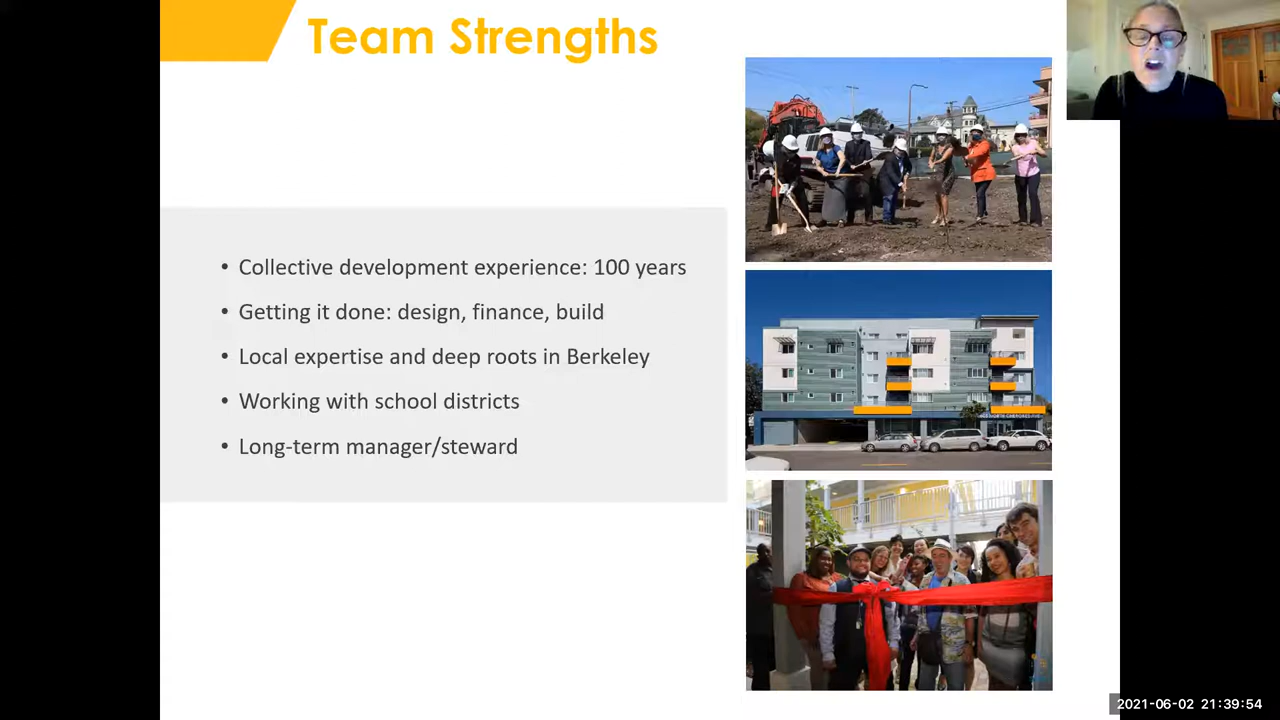 Team Strengths
• Collective development experience: 100 years
• Getting it done: design, finance, build
• Local expertise and deep roots in Berkeley
• Working with school districts
• Long-term manager/steward
2021-06-02 21:39:54